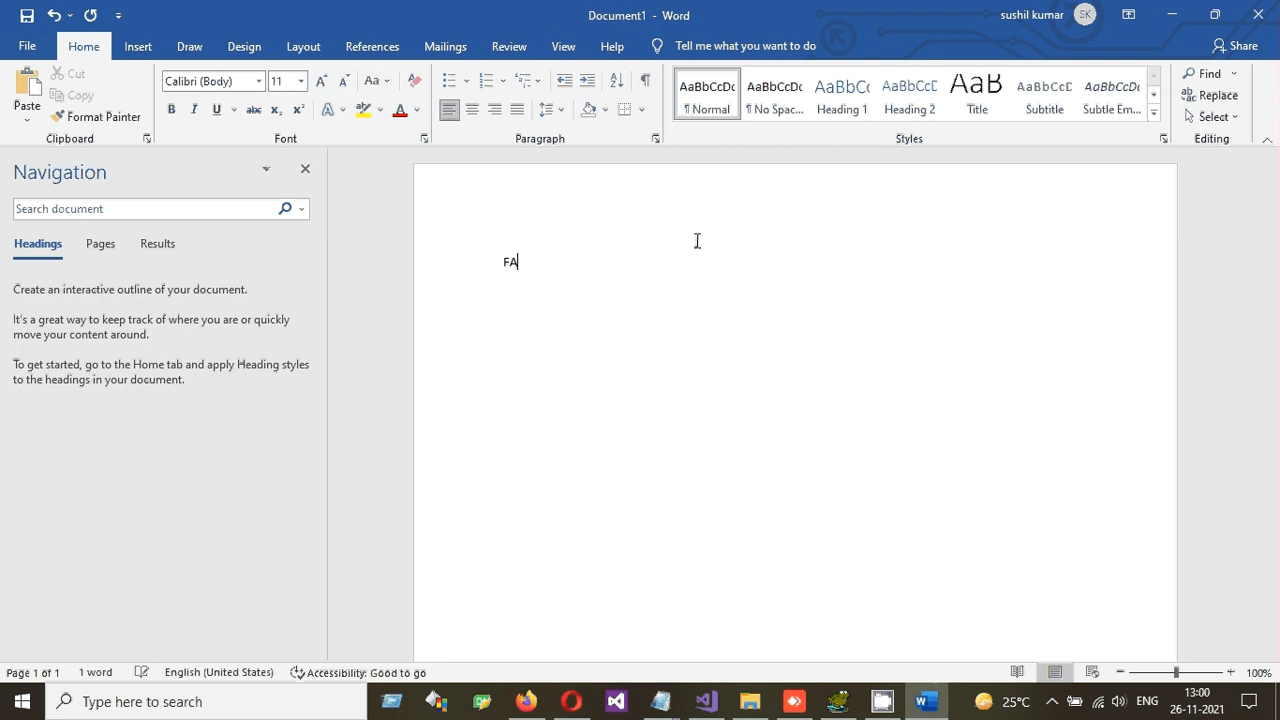 Document1 - Word
sushil kumar SK
File Home Insert Draw Design Layout References Mailings Review View Help Tell me what you want to do Share
Paste
Cut
Copy
Format Painter
Clipboard
Calibri (Body) 11 Aa
B I U abc x₂ x² A A
Font
Paragraph
AaBbCcDc AaBbCcDc AaBbCc AaBbCcD AaB AaBbCcD AaBbCcDc
¶ Normal ¶ No Spac... Heading 1 Heading 2 Title Subtitle Subtle Em...
Styles
Find
Replace
Select
Editing
Navigation
Search document
Headings Pages Results
Create an interactive outline of your document.
It's a great way to keep track of where you are or quickly
move your content around.
To get started, go to the Home tab and apply Heading styles
to the headings in your document.
FA
Page 1 of 1 1 word English (United States) Accessibility: Good to go 100%
Type here to search
25°C ENG
13:00
26-11-2021